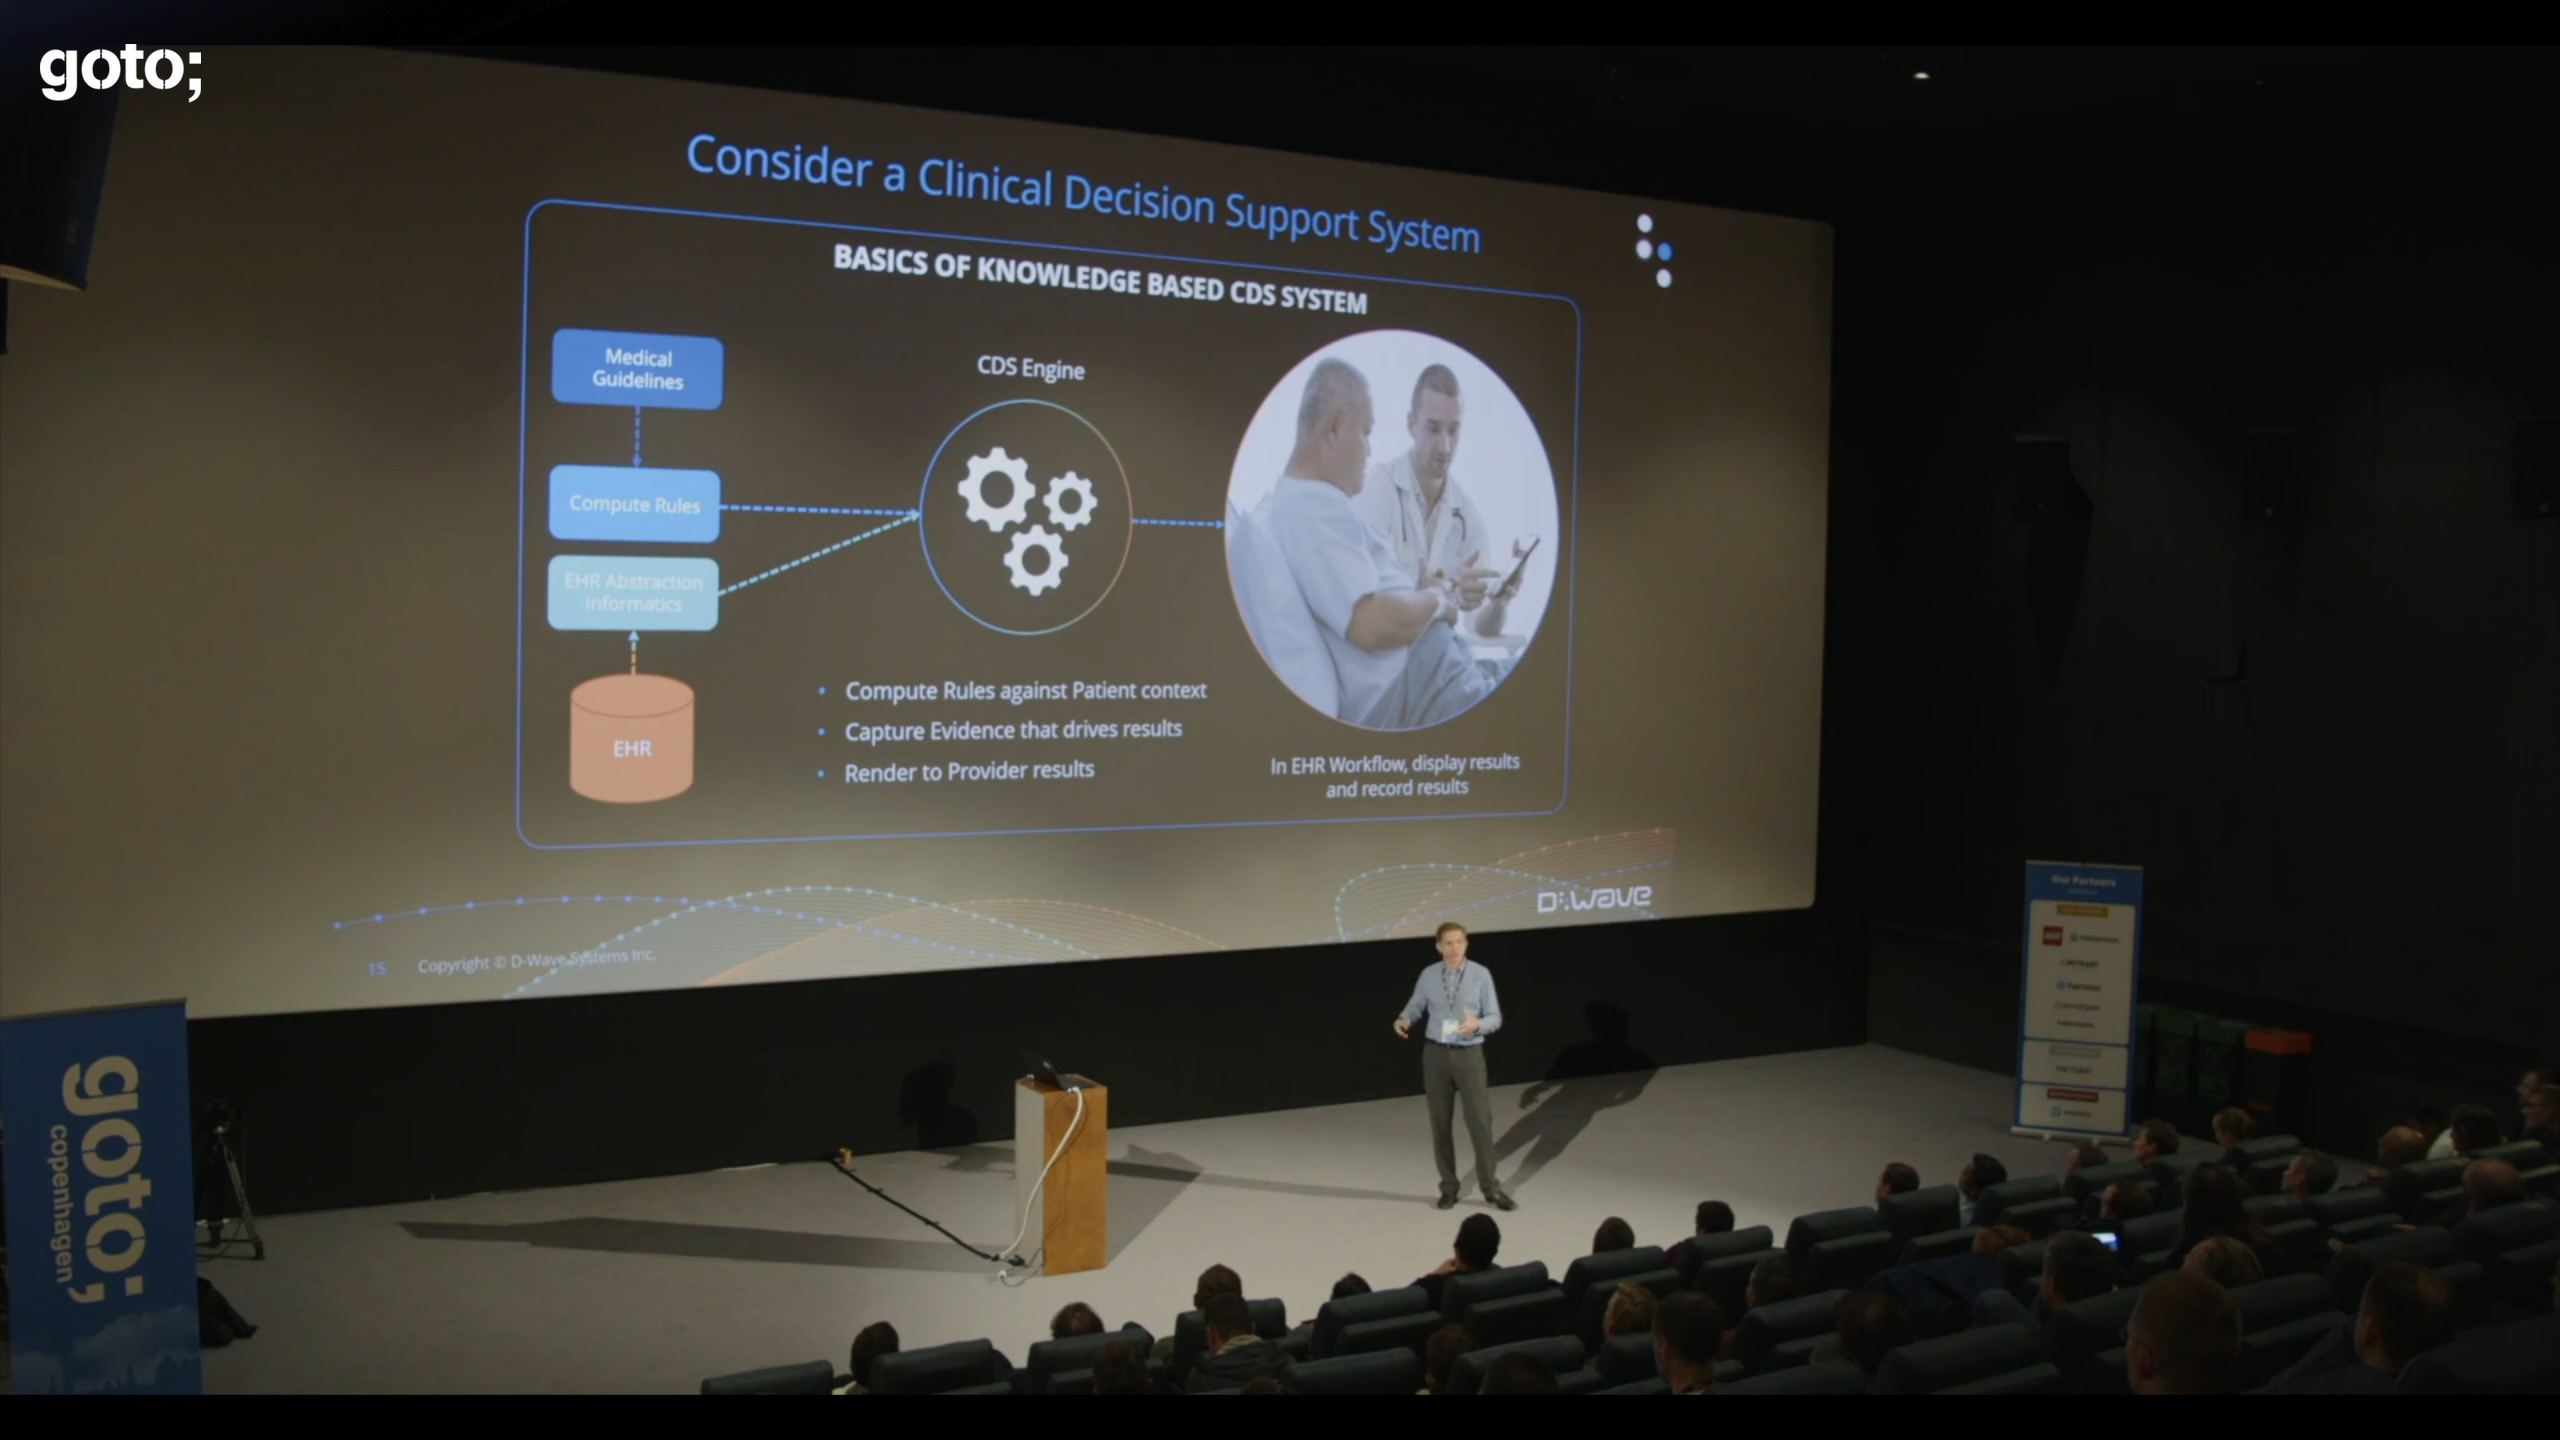 goto;
Consider a Clinical Decision Support System
BASICS OF KNOWLEDGE BASED CDS SYSTEM
Medical
Guidelines
CDS Engine
Compute Rules
EHR Abstraction
Informatics
EHR
• Compute Rules against Patient context
• Capture Evidence that drives results
• Render to Provider results
In EHR Workflow, display results
and record results
D:wave
15 Copyright © D-Wave Systems Inc.
goto;
copenhagen
Our Partners